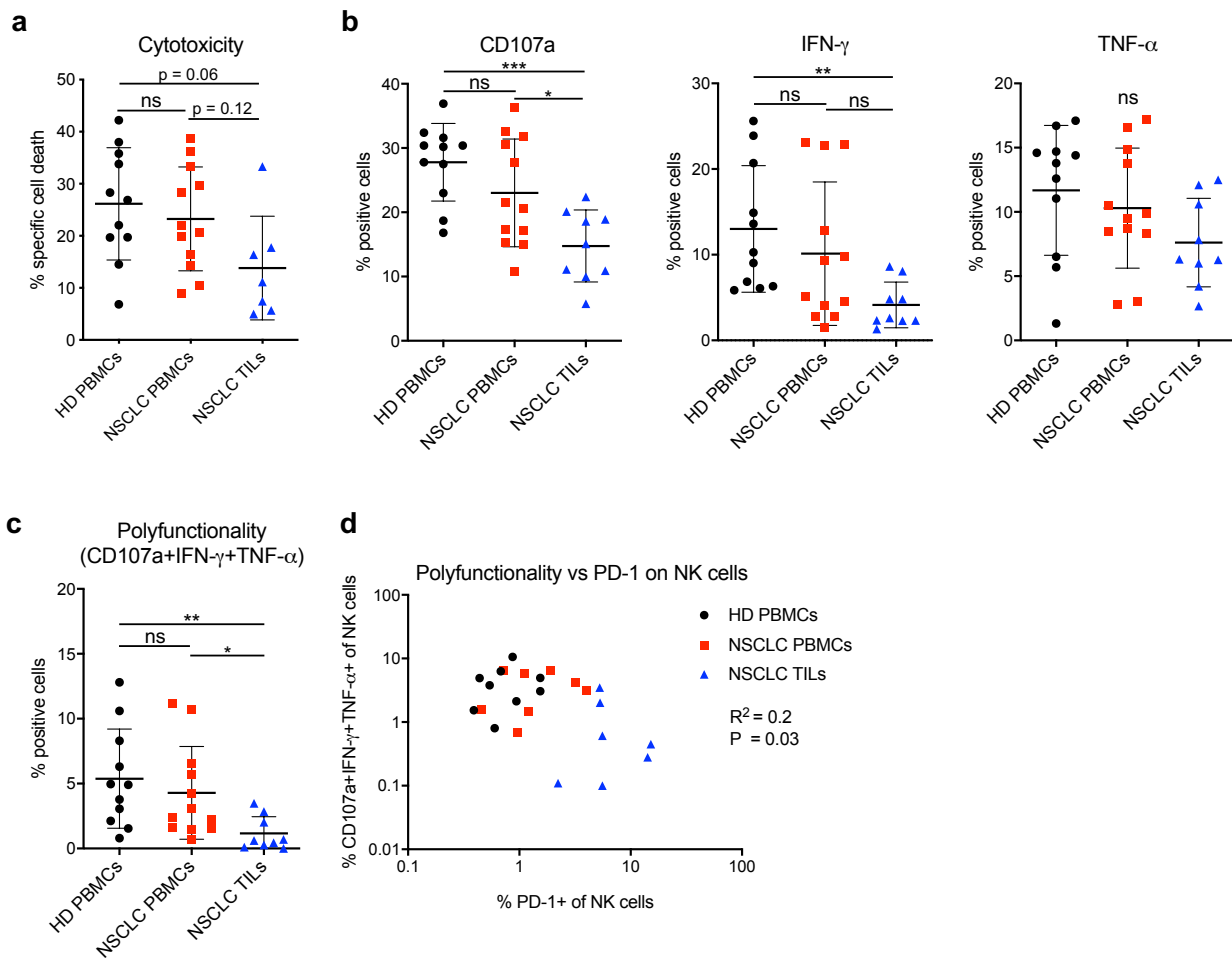 a
Cytotoxicity
p = 0.06
ns
p = 0.12
% specific cell death
50
40
30
20
10
0
HD PBMCs
NSCLC PBMCs
NSCLC TILs
b
CD107a
***
ns
*
% positive cells
40
30
20
10
0
HD PBMCs
NSCLC PBMCs
NSCLC TILs
IFN-γ
**
ns
ns
% positive cells
30
20
10
0
HD PBMCs
NSCLC PBMCs
NSCLC TILs
TNF-α
ns
% positive cells
20
15
10
5
0
HD PBMCs
NSCLC PBMCs
NSCLC TILs
c
Polyfunctionality
(CD107a+IFN-γ+TNF-α)
**
ns
*
% positive cells
20
15
10
5
0
HD PBMCs
NSCLC PBMCs
NSCLC TILs
d
Polyfunctionality vs PD-1 on NK cells
% CD107a+IFN-γ+TNF-α+ of NK cells
100
10
1
0.1
0.01
0.1
1
10
100
% PD-1+ of NK cells
HD PBMCs
NSCLC PBMCs
NSCLC TILs
R² = 0.2
P = 0.03